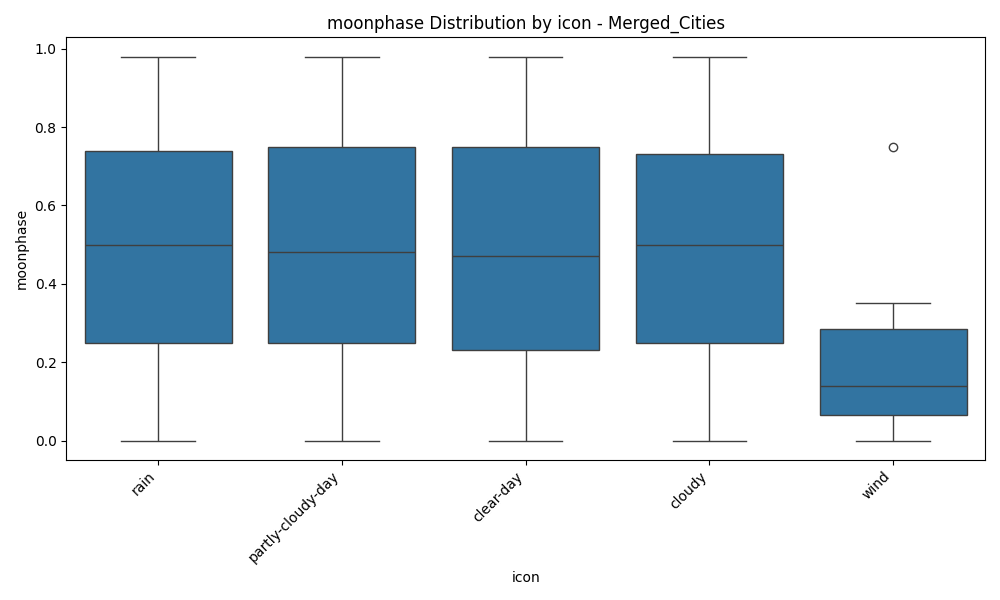 moonphase Distribution by icon - Merged_Cities
1.0
0.8
0.6
0.4
0.2
0.0
moonphase
rain
partly-cloudy-day
clear-day
cloudy
wind
icon